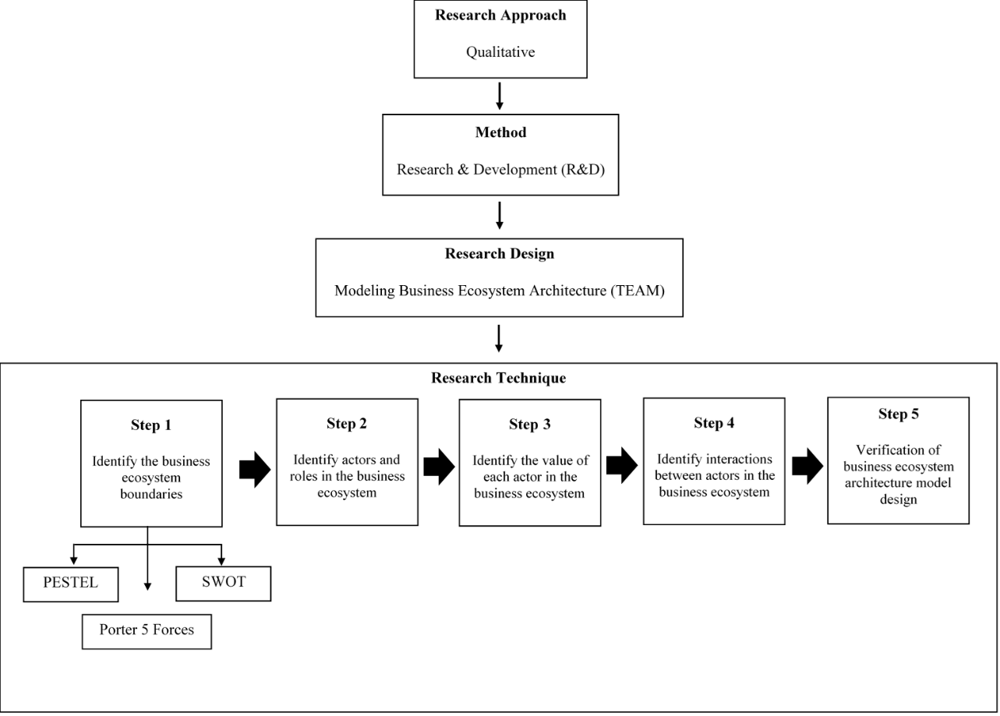 Research Approach
Qualitative
Method
Research & Development (R&D)
Research Design
Modeling Business Ecosystem Architecture (TEAM)
Research Technique
Step 1
Identify the business
ecosystem
boundaries
Step 2
Identify actors and
roles in the business
ecosystem
Step 3
Identify the value of
each actor in the
business ecosystem
Step 4
Identify interactions
between actors in the
business ecosystem
Step 5
Verification of
business ecosystem
architecture model
design
PESTEL
SWOT
Porter 5 Forces